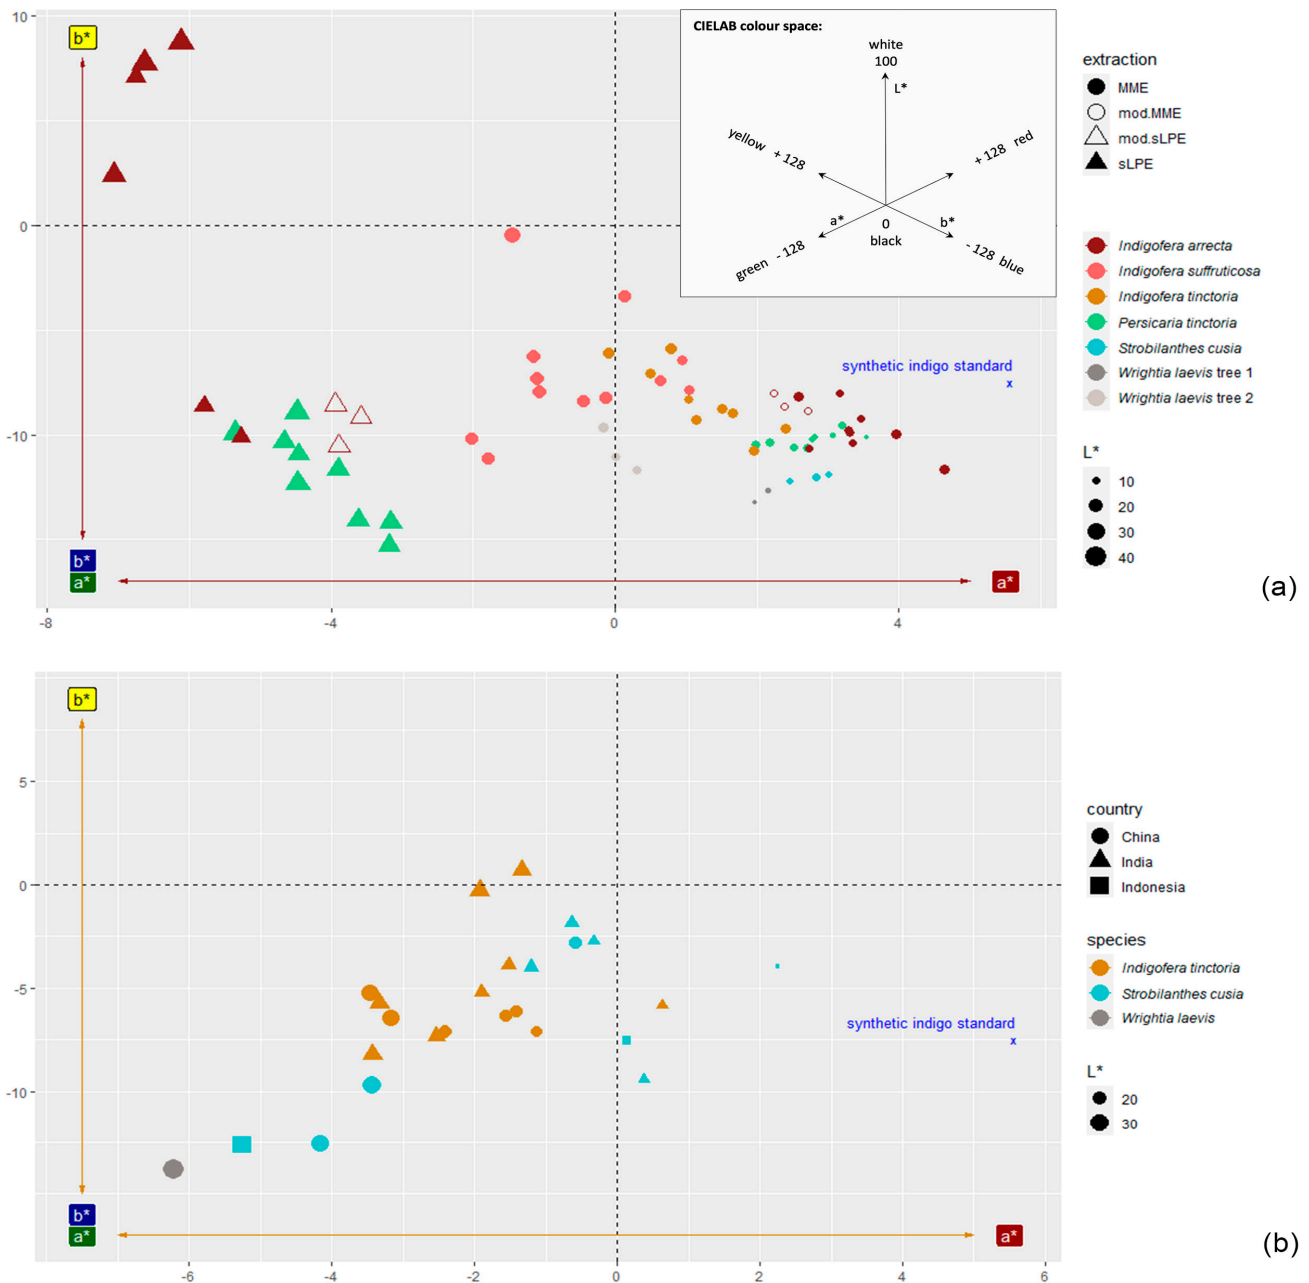 10
b*
0
-10
b*
a*
a*
-8
-4
0
4
CIELAB colour space:
white
100
L*
yellow + 128
+ 128 red
a*
0
b*
black
green - 128
- 128 blue
synthetic indigo standard
x
extraction
MME
mod.MME
mod.sLPE
sLPE
Indigofera arrecta
Indigofera suffruticosa
Indigofera tinctoria
Persicaria tinctoria
Strobilanthes cusia
Wrightia laevis tree 1
Wrightia laevis tree 2
L*
10
20
30
40
(a)
b*
5
0
-5
-10
b*
a*
a*
-6
-4
-2
0
2
4
6
synthetic indigo standard
x
country
China
India
Indonesia
species
Indigofera tinctoria
Strobilanthes cusia
Wrightia laevis
L*
20
30
(b)